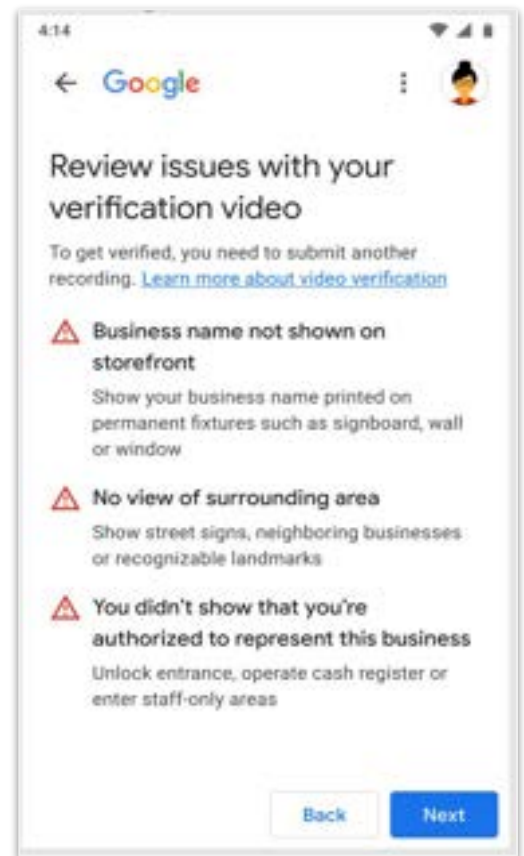 4:14
Google
Review issues with your
verification video
To get verified, you need to submit another
recording. Learn more about video verification
Business name not shown on
storefront
Show your business name printed on
permanent fixtures such as signboard, wall
or window
No view of surrounding area
Show street signs, neighboring businesses
or recognizable landmarks
You didn't show that you're
authorized to represent this business
Unlock entrance, operate cash register or
enter staff-only areas
Back Next